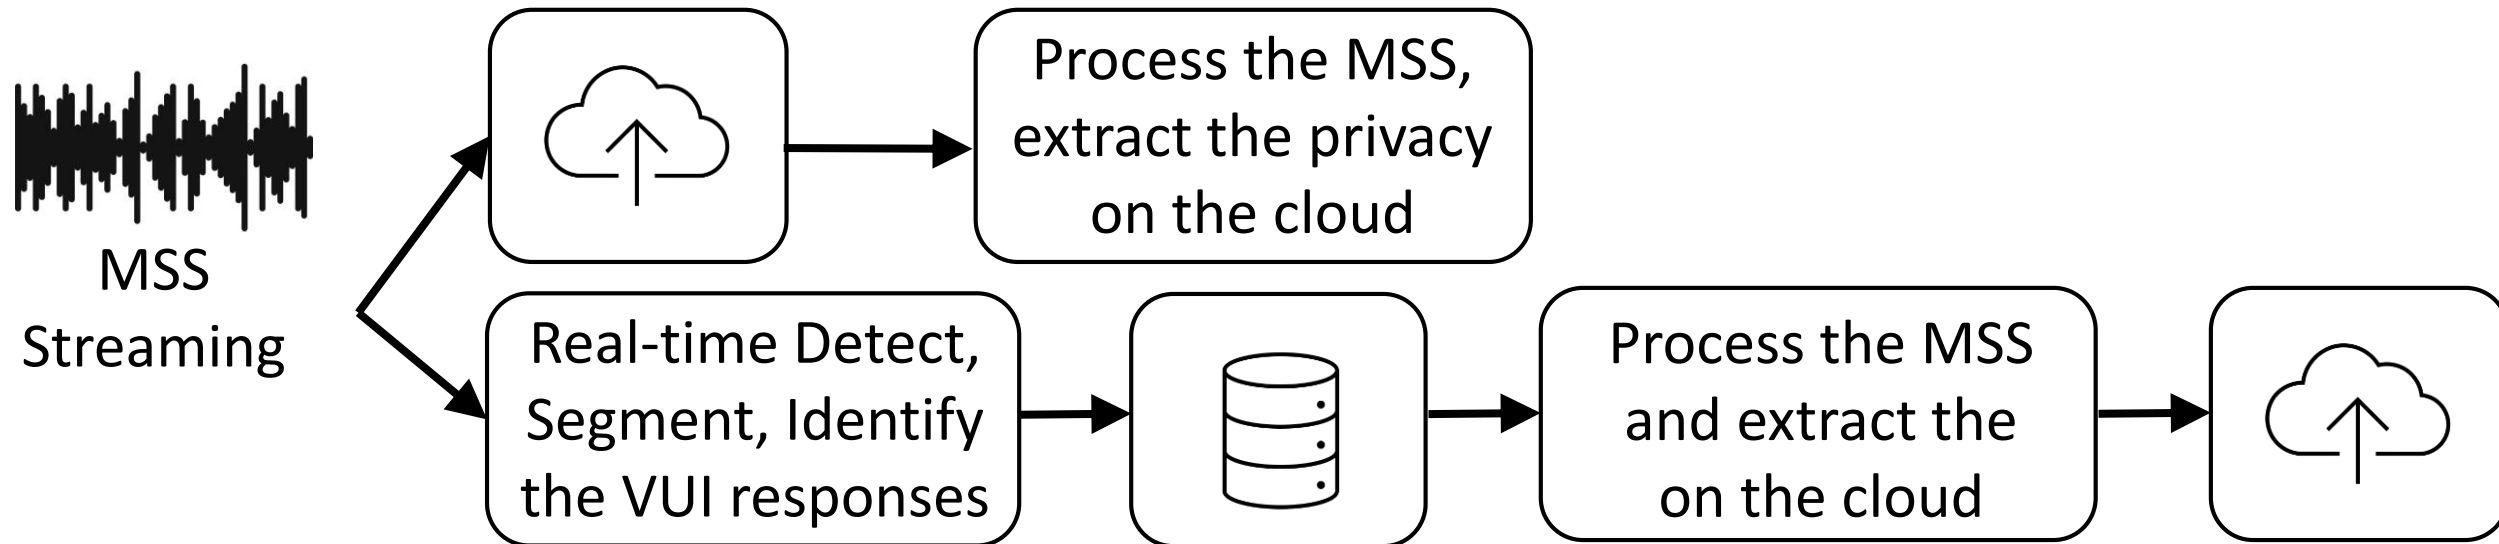 MSS
Streaming
Process the MSS,
extract the privacy
on the cloud
Real-time Detect,
Segment, Identify
the VUI responses
Process the MSS
and extract the
on the cloud